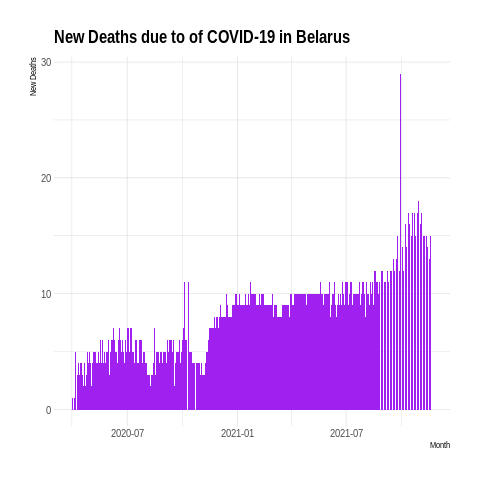 New Deaths due to of COVID-19 in Belarus
New Deaths
30
20
10
0
2020-07
2021-01
2021-07
Month